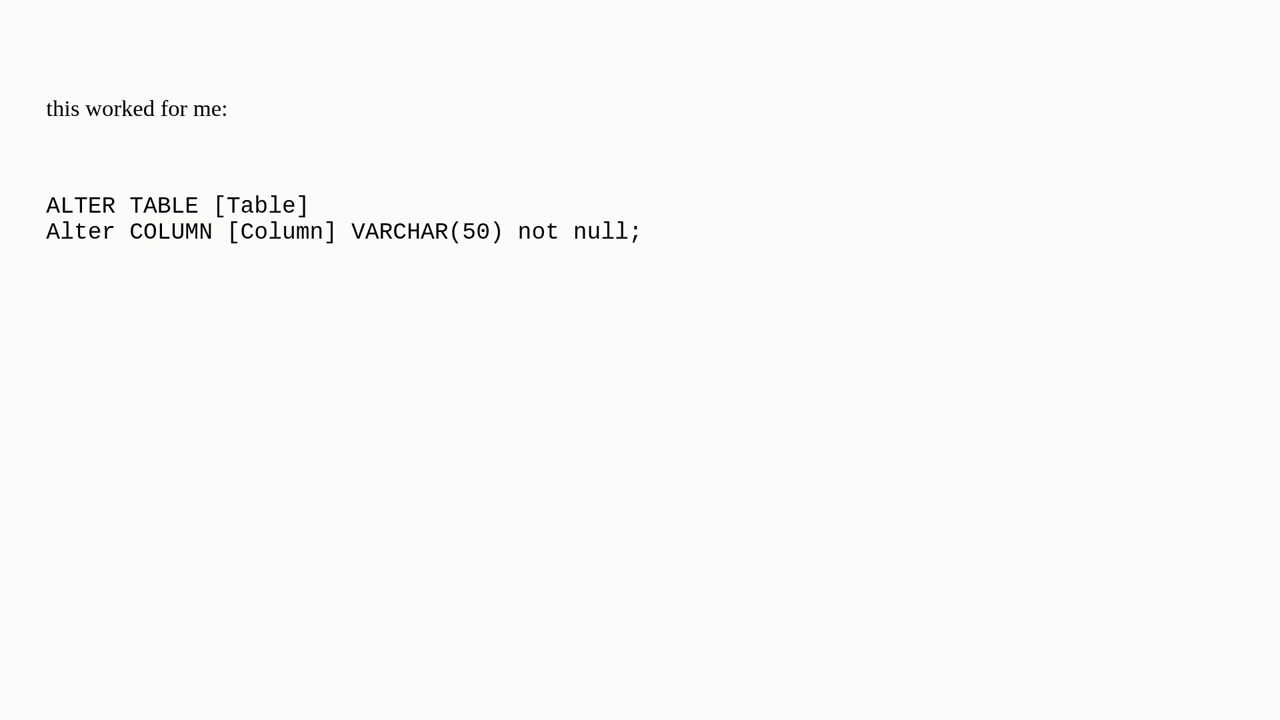 this worked for me:
ALTER TABLE [Table]
Alter COLUMN [Column] VARCHAR(50) not null;